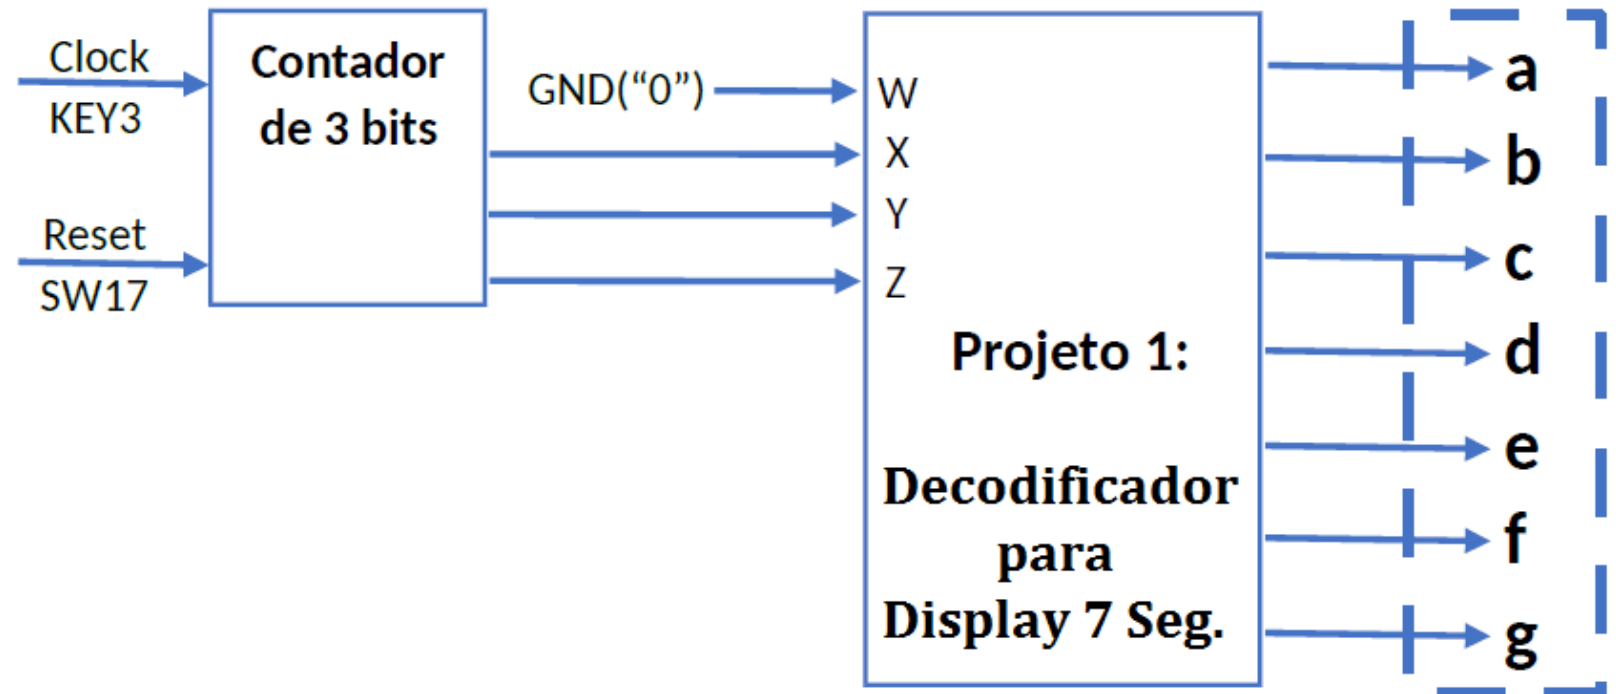 Clock
KEY3
Reset
SW17
Contador
de 3 bits
GND(“0”)
W
X
Y
Z
Projeto 1:
Decodificador
para
Display 7 Seg.
a
b
c
d
e
f
g